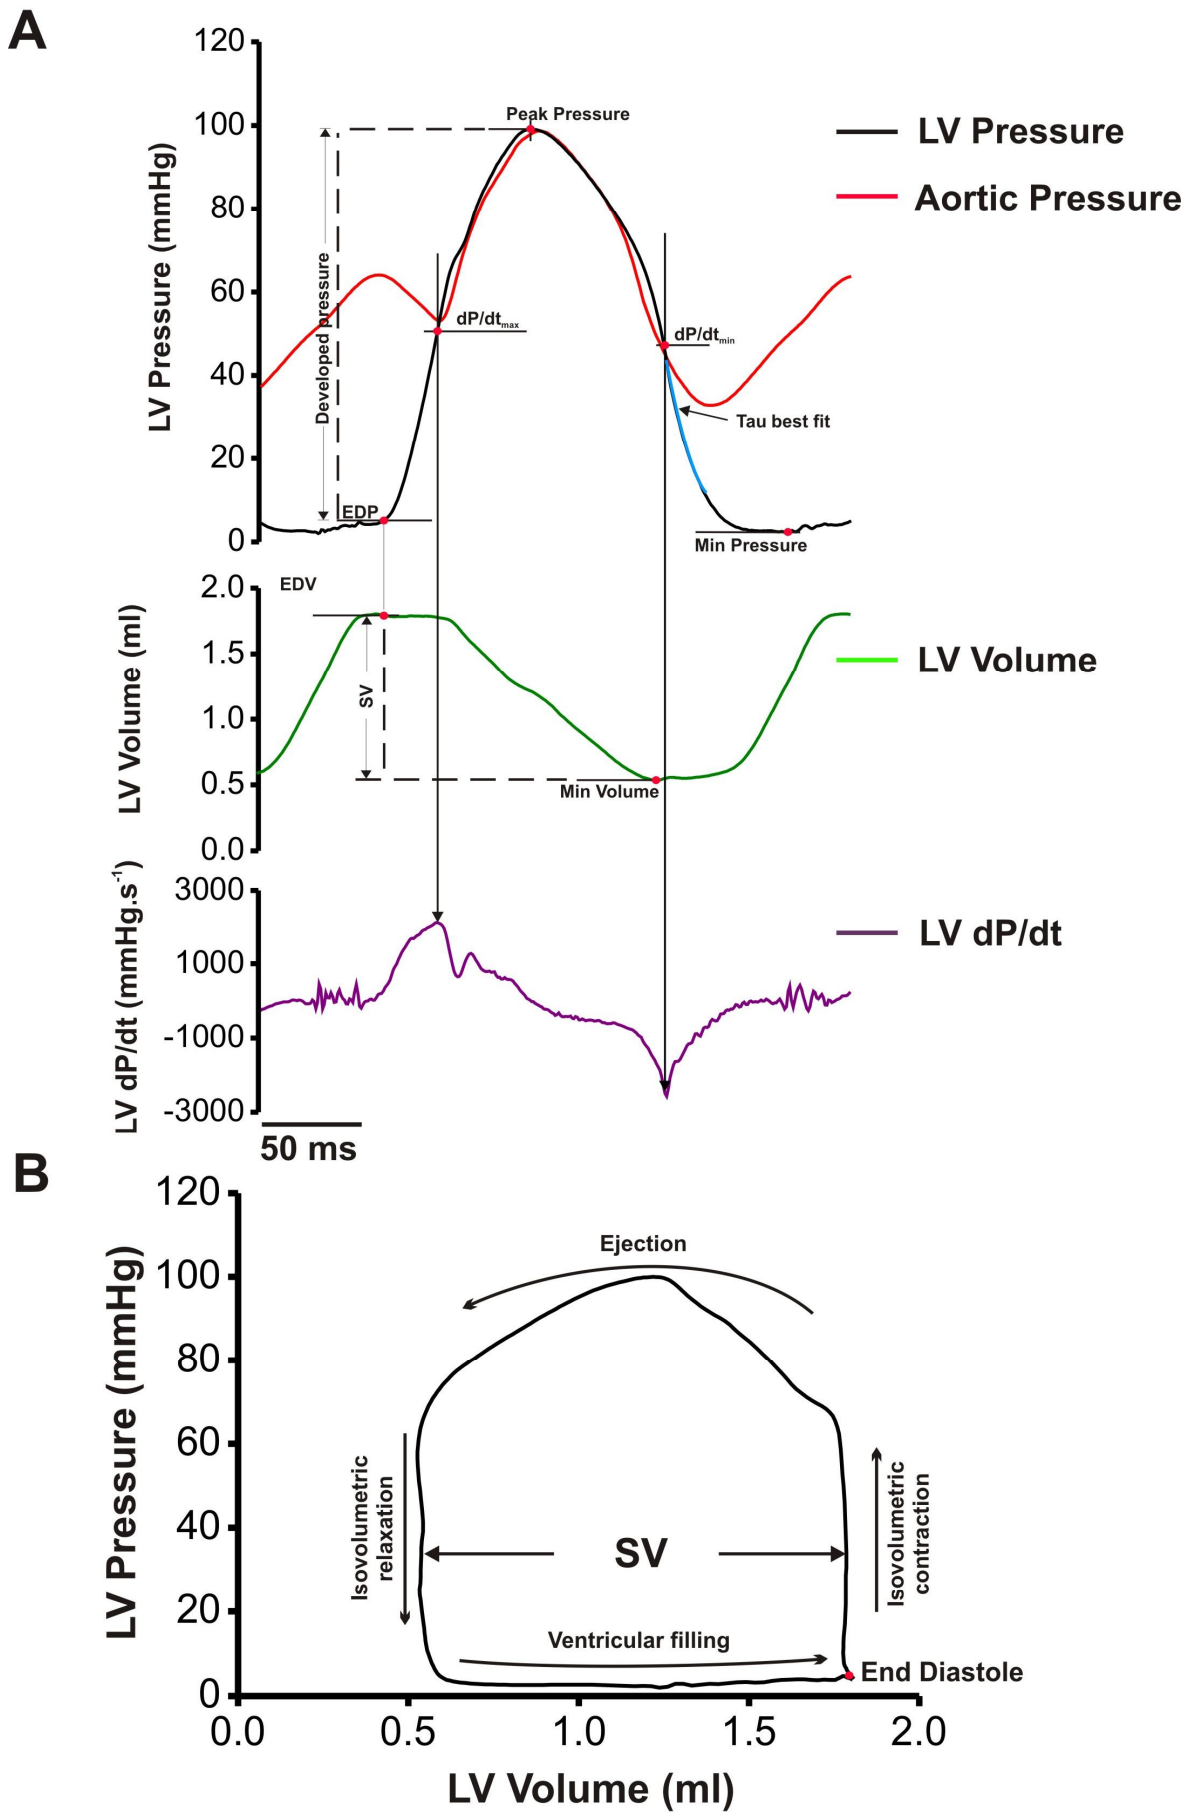 A
120
100
80
60
40
20
0
LV Pressure (mmHg)
Peak Pressure
Developed pressure
dP/dtmax
dP/dtmin
Tau best fit
EDP
Min Pressure
LV Pressure
Aortic Pressure
2.0
1.5
1.0
0.5
0.0
LV Volume (ml)
EDV
SV
Min Volume
LV Volume
3000
1000
-1000
-3000
LV dP/dt (mmHg.s-1)
LV dP/dt
50 ms
B
120
100
80
60
40
20
0
LV Pressure (mmHg)
Ejection
Isovolumetric
relaxation
SV
Isovolumetric
contraction
Ventricular filling
End Diastole
0.0 0.5 1.0 1.5 2.0
LV Volume (ml)